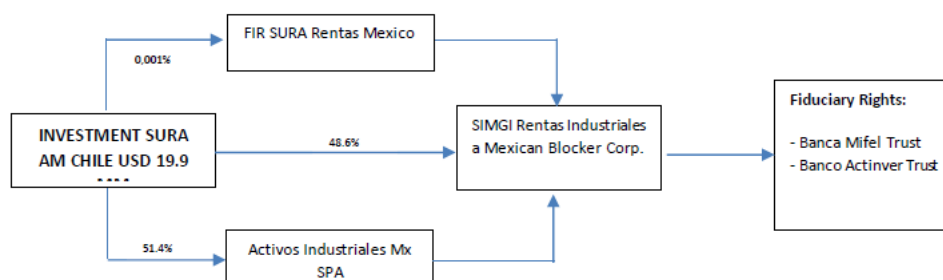 FIR SURA Rentas Mexico
0,001%
INVESTMENT SURA
AM CHILE USD 19.9
48.6%
SIMGI Rentas Industriales
a Mexican Blocker Corp.
Fiduciary Rights:
- Banca Mifel Trust
- Banco Actinver Trust
51.4%
Activos Industriales Mx
SPA